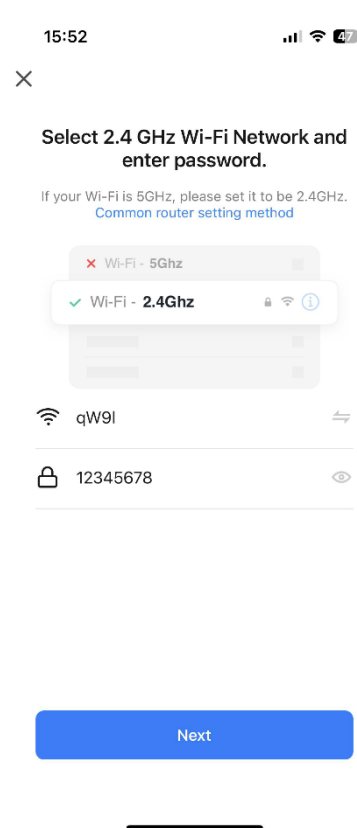 15:52
47
Select 2.4 GHz Wi-Fi Network and
enter password.
If your Wi-Fi is 5GHz, please set it to be 2.4GHz.
Common router setting method
Wi-Fi - 5Ghz
Wi-Fi - 2.4Ghz
qW9l
12345678
Next